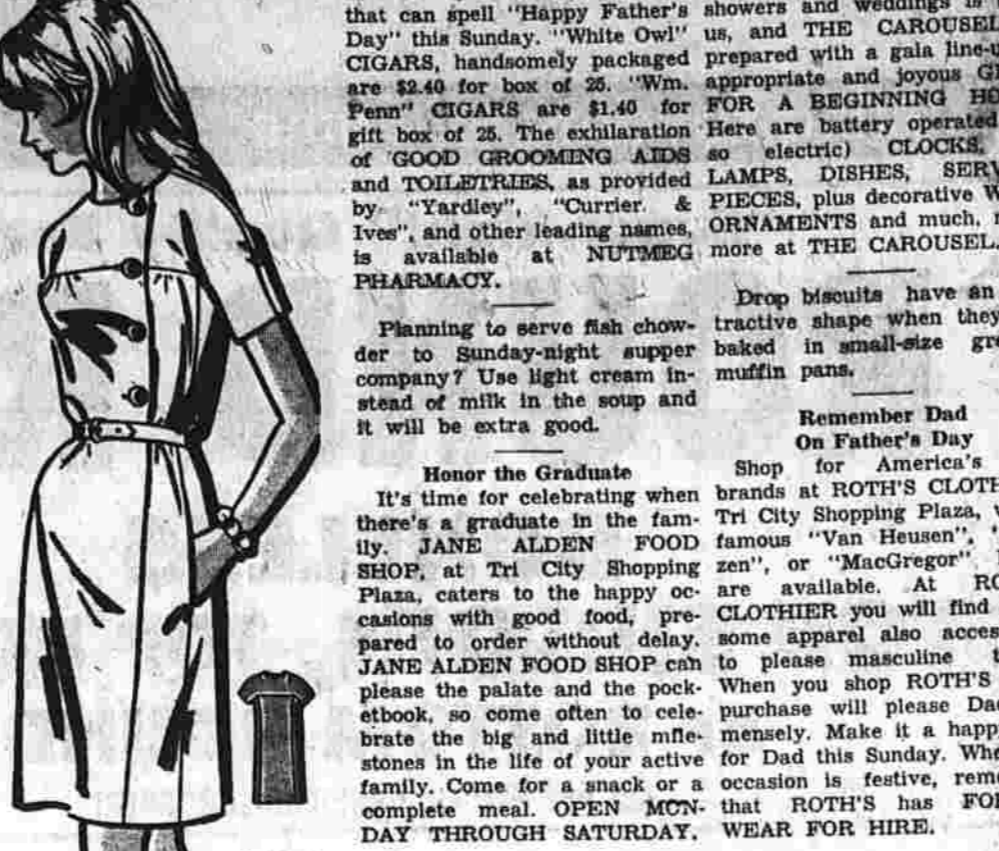 that can spell "Happy Father's
Day" this Sunday. "White Owl"
CIGARS, handsomely packaged
are $2.40 for box of 25. "Wm.
Penn" CIGARS are $1.40 for
gift box of 25. The exhilaration
of GOOD GROOMING AIDS
and TOILETRIES, as provided
by "Yardley", "Currier. &
Ives", and other leading names,
is available at NUTMEG
PHARMACY.
Planning to serve fish chow-
der to Sunday-night supper
company? Use light cream in-
stead of milk in the soup and
it will be extra good.
Honor the Graduate
It's time for celebrating when
there's a graduate in the fam-
ily. JANE ALDEN FOOD
SHOP, at Tri City Shopping
Plaza, caters to the happy oc-
casions with good food, pre-
pared to order without delay.
JANE ALDEN FOOD SHOP can
please the palate and the pock-
etbook, so come often to cele-
brate the big and little mile-
stones in the life of your active
family. Come for a snack or a
complete meal. OPEN MON-
DAY THROUGH SATURDAY.
showers and weddings is
us, and THE CAROUSEL
prepared with a gala line-u
appropriate and joyous GI
FOR A BEGINNING HO
Here are battery operated
so electric) CLOCKS,
LAMPS, DISHES, SERV
PIECES, plus decorative W
ORNAMENTS and much,
more at THE CAROUSEL.
Drop biscuits have an
tractive shape when they
baked in small-size gre
muffin pans.
Remember Dad
On Father's Day
Shop for America's
brands at ROTH'S CLOTH
Tri City Shopping Plaza,
famous "Van Heusen",
zen", or "MacGregor".
are available. At RO
CLOTHIER you will find
some apparel also acces
to please masculine t
When you shop ROTH'S
purchase will please Dad
mensely. Make it a happ
for Dad this Sunday. Whe
occasion is festive, rem
that ROTH'S has FOR
WEAR FOR HIRE.